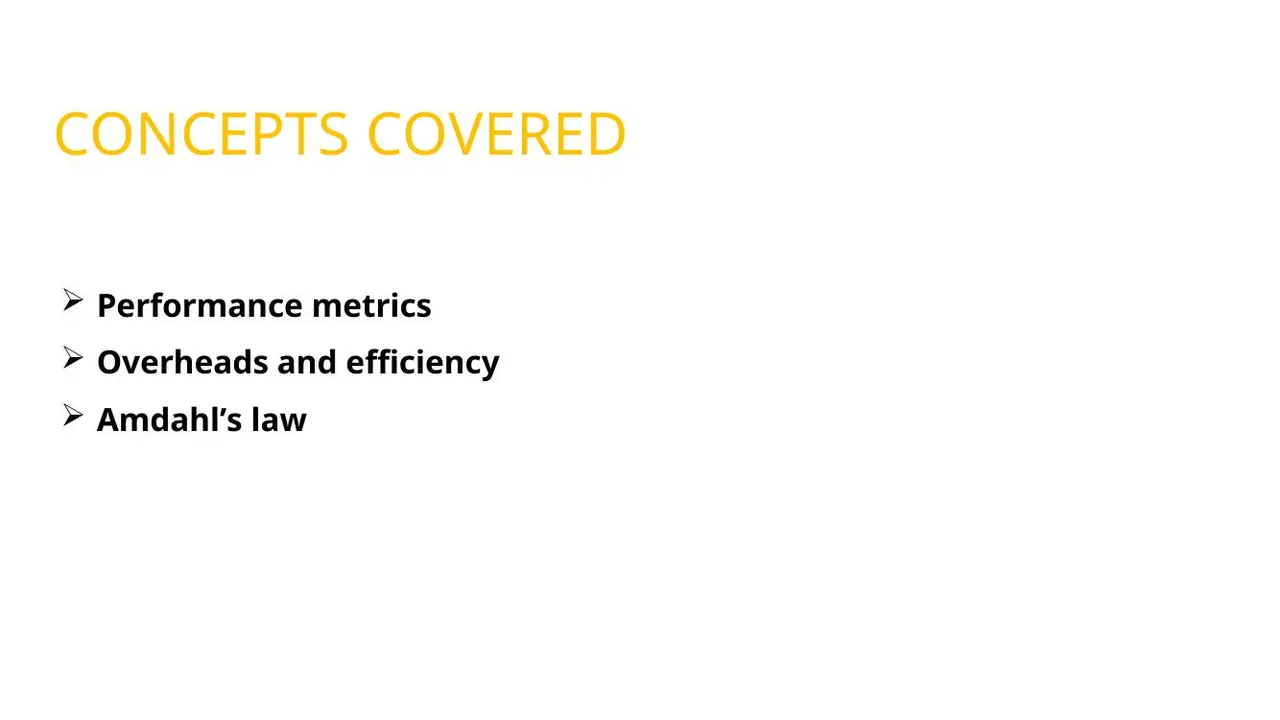 CONCEPTS COVERED
➢ Performance metrics
➢ Overheads and efficiency
➢ Amdahl’s law